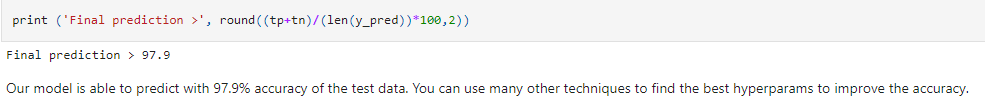 print ('Final prediction >', round((tp+tn)/(len(y_pred))*100,2))
Final prediction > 97.9
Our model is able to predict with 97.9% accuracy of the test data. You can use many other techniques to find the best hyperparams to improve the accuracy.